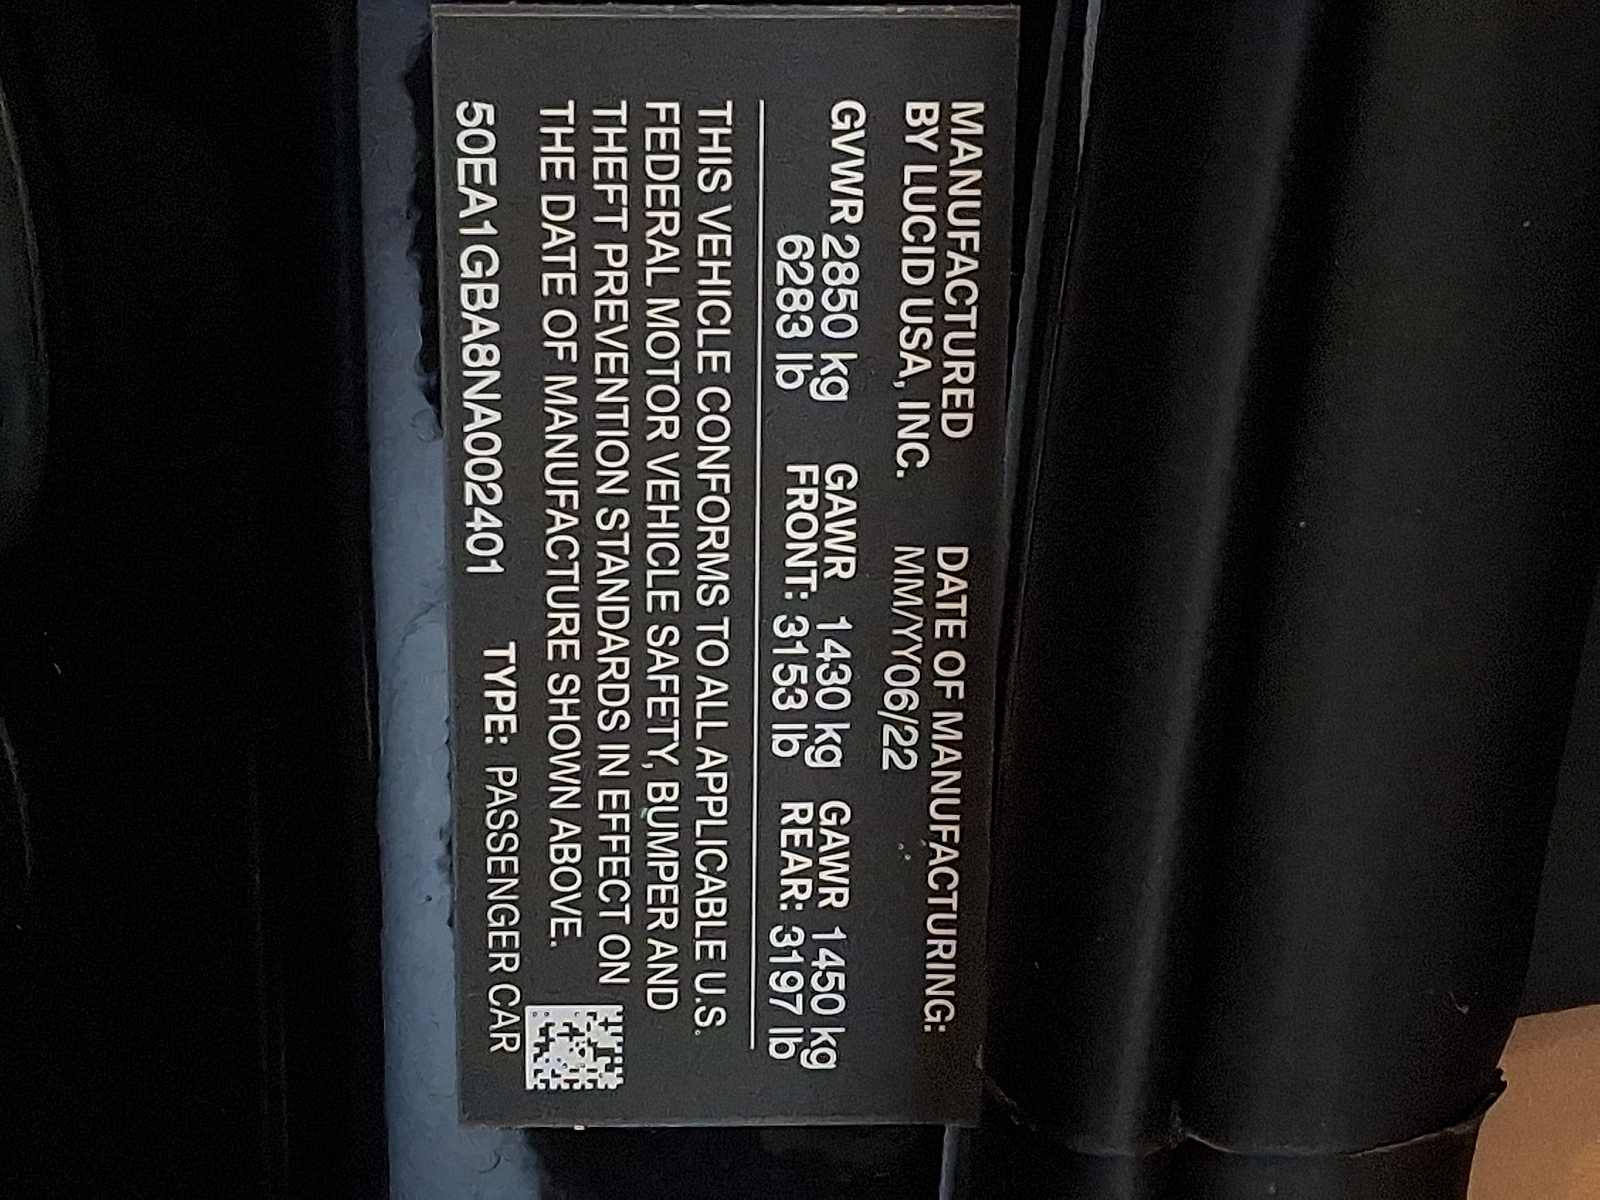 MANUFACTURED
BY LUCID USA, INC.
DATE OF MANUFACTURING:
MM/YY06/22
GVWR 2850 kg
6283 lb
GAWR 1430 kg
FRONT: 3153 lb
GAWR 1450 kg
REAR: 3197 lb
THIS VEHICLE CONFORMS TO ALL APPLICABLE U.S.
FEDERAL MOTOR VEHICLE SAFETY, BUMPER AND
THEFT PREVENTION STANDARDS IN EFFECT ON
THE DATE OF MANUFACTURE SHOWN ABOVE.
50EA1GBA8NA002401 TYPE: PASSENGER CAR